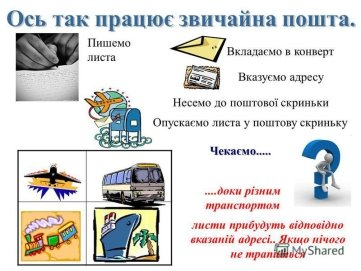 Ось так працює звичайна пошта.
Пишемо
листа
Вкладаємо в конверт
Вказуємо адресу
Несемо до поштової скриньки
Опускаємо листа у поштову скриньку
Чекаємо.....
....доки різним
транспортом
листи прибудуть відповідно
вказаній адресі.. Якщо нічого
не трапиться
MyShared